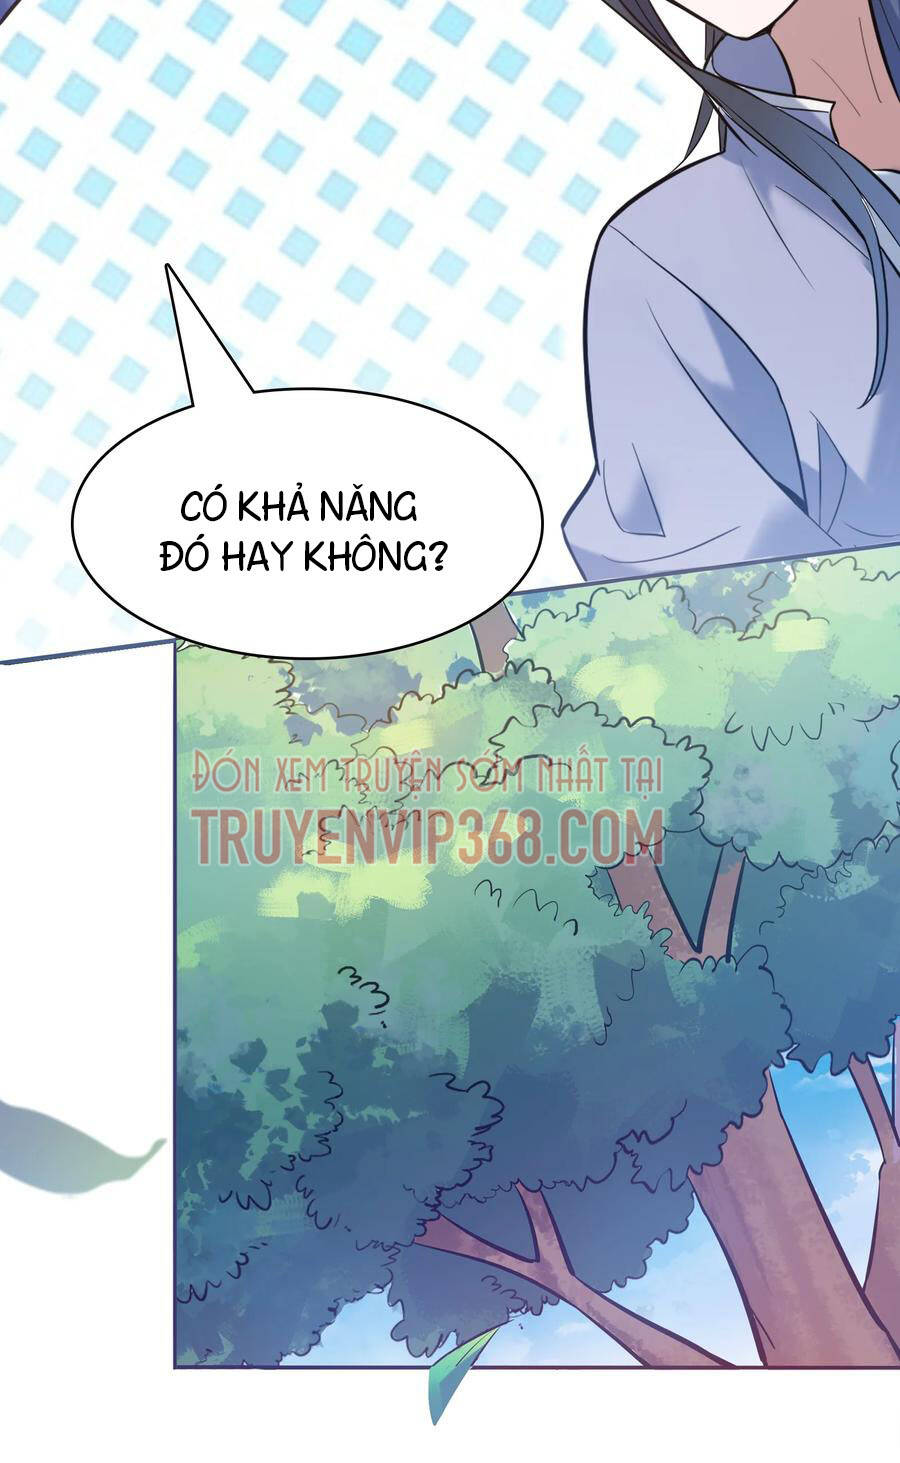 CÓ KHẢ NĂNG
ĐÓ HAY KHÔNG?
ĐÓN XEM TRUYỆN SỚM NHẤT TẠI
TRUYENVIP368.COM